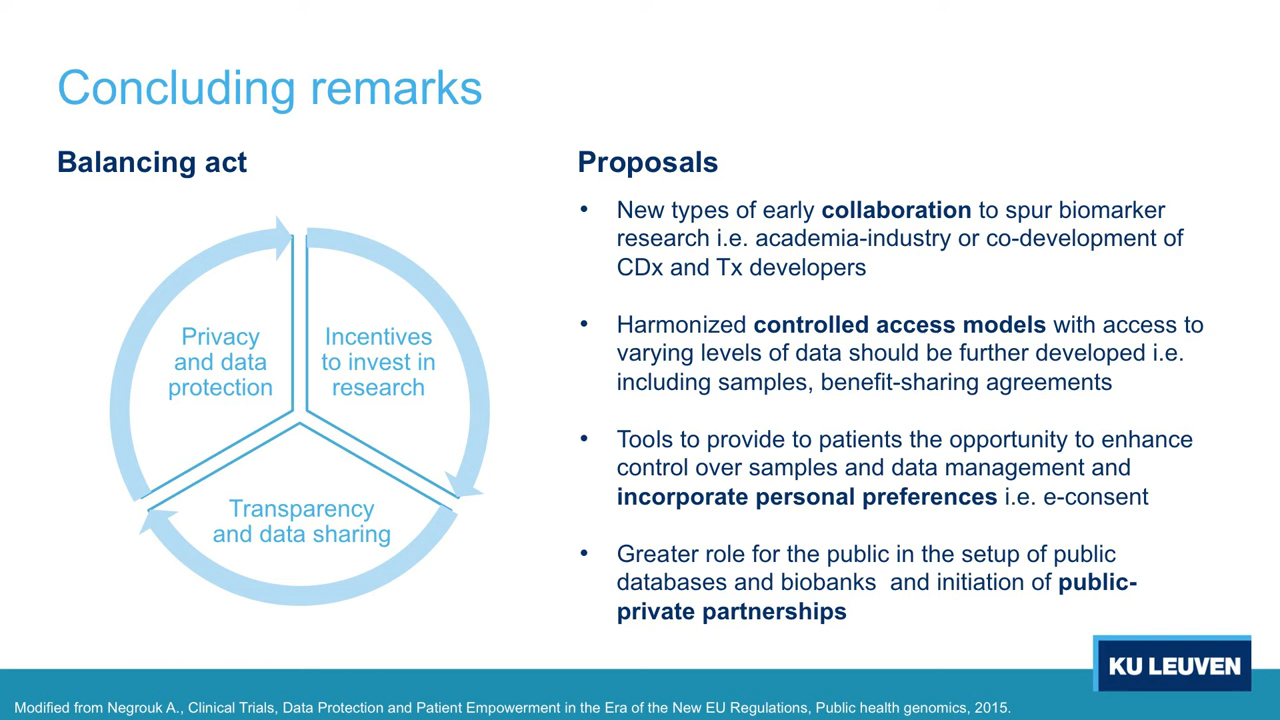 Concluding remarks
Balancing act
Privacy
and data
protection
Incentives
to invest in
research
Transparency
and data sharing
Proposals
• New types of early collaboration to spur biomarker
research i.e. academia-industry or co-development of
CDx and Tx developers
• Harmonized controlled access models with access to
varying levels of data should be further developed i.e.
including samples, benefit-sharing agreements
• Tools to provide to patients the opportunity to enhance
control over samples and data management and
incorporate personal preferences i.e. e-consent
• Greater role for the public in the setup of public
databases and biobanks  and initiation of public-
private partnerships
KU LEUVEN
Modified from Negrouk A., Clinical Trials, Data Protection and Patient Empowerment in the Era of the New EU Regulations, Public health genomics, 2015.